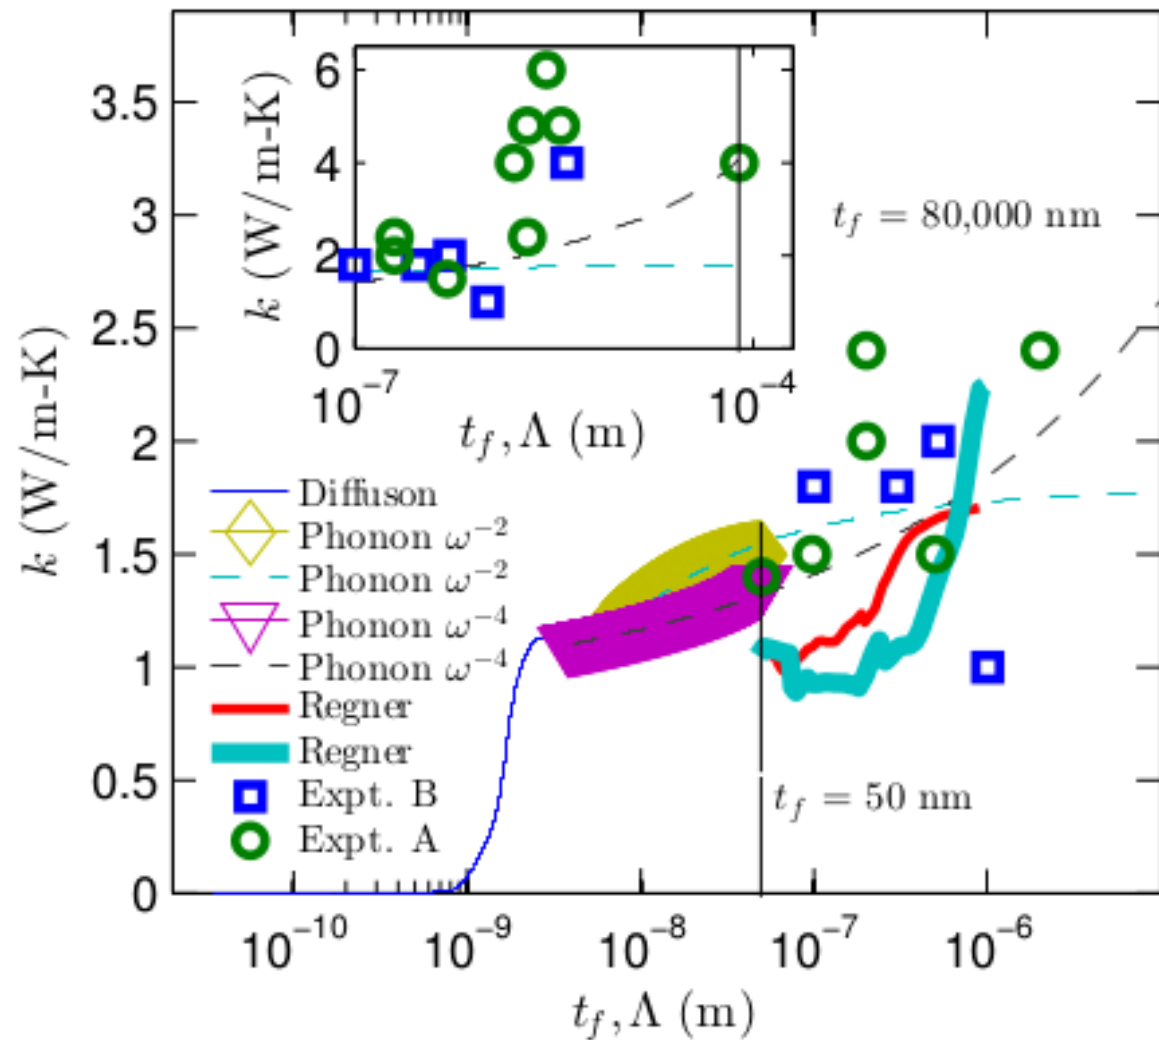 3.5
3
2.5
2
1.5
1
0.5
0
k (W/m-K)
10⁻¹⁰
10⁻⁹
10⁻⁸
10⁻⁷
10⁻⁶
t_f, Λ (m)
6
4
2
0
k (W/m-K)
10⁻⁷
10⁻⁴
t_f, Λ (m)
t_f = 80,000 nm
Diffuson
Phonon ω⁻²
Phonon ω⁻²
Phonon ω⁻⁴
Phonon ω⁻⁴
Regner
Regner
Expt. B
Expt. A
t_f = 50 nm